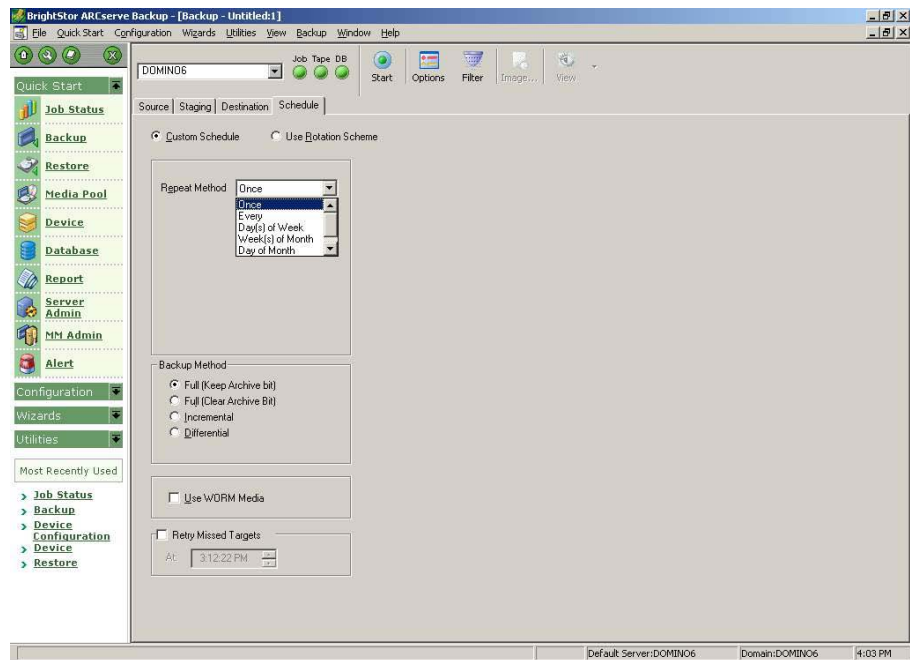 BrightStor ARCserve Backup - [Backup - Untitled:1]
File Quick Start Configuration Wizards Utilities View Backup Window Help
DOMINO6
Job Tape DB
Start
Options
Filter
Image...
View
Quick Start
Job Status
Backup
Restore
Media Pool
Device
Database
Report
Server
Admin
MM Admin
Alert
Configuration
Wizards
Utilities
Most Recently Used
Job Status
Backup
Device
Configuration
Device
Restore
Source Staging Destination Schedule
Custom Schedule
Use Rotation Scheme
Repeat Method
Once
Once
Every
Day(s) of Week
Week(s) of Month
Day of Month
Backup Method
Full (Keep Archive bit)
Full (Clear Archive Bit)
Incremental
Differential
Use WORM Media
Retry Missed Targets
At:
3:12:22 PM
Default Server:DOMINO6
Domain:DOMINO6
4:03 PM